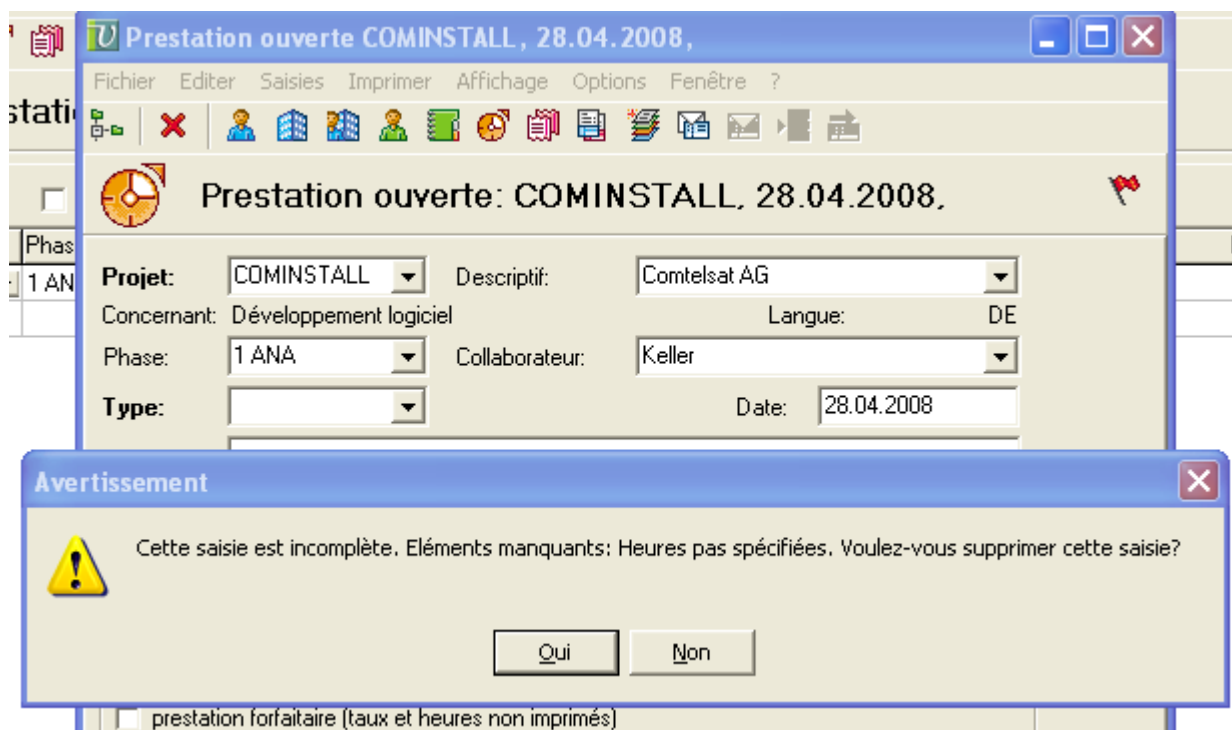 Prestation ouverte COMINSTALL, 28.04.2008,
Fichier Editer Saisies Imprimer Affichage Options Fenêtre ?
Prestation ouverte: COMINSTALL, 28.04.2008,
Phas
1 AN
Projet: COMINSTALL Descriptif: Comtelsat AG
Concernant: Développement logiciel Langue: DE
Phase: 1 ANA Collaborateur: Keller
Type: Date: 28.04.2008
Avertissement
Cette saisie est incomplète. Eléments manquants: Heures pas spécifiées. Voulez-vous supprimer cette saisie?
Oui Non
prestation forfaitaire (taux et heures non imprimés)